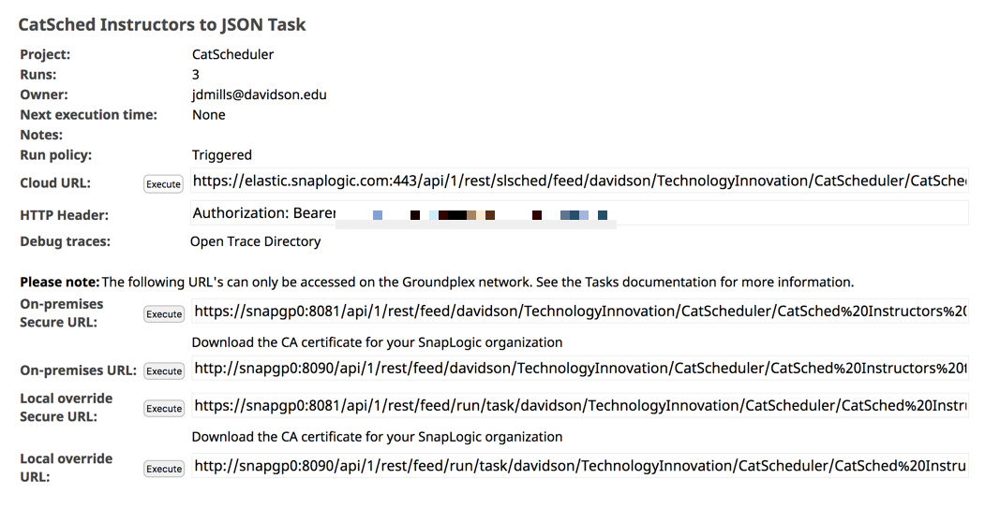 CatSched Instructors to JSON Task
Project: CatScheduler
Runs: 3
Owner: jdmills@davidson.edu
Next execution time: None
Notes:
Run policy: Triggered
Cloud URL: Execute https://elastic.snaplogic.com:443/api/1/rest/slsched/feed/davidson/TechnologyInnovation/CatScheduler/CatSche
HTTP Header: Authorization: Bearer
Debug traces: Open Trace Directory
Please note: The following URL's can only be accessed on the Groundplex network. See the Tasks documentation for more information.
On-premises
Secure URL: Execute https://snapgp0:8081/api/1/rest/feed/davidson/TechnologyInnovation/CatScheduler/CatSched%20Instructors%20
Download the CA certificate for your SnapLogic organization
On-premises URL: Execute http://snapgp0:8090/api/1/rest/feed/davidson/TechnologyInnovation/CatScheduler/CatSched%20Instructors%20t
Local override
Secure URL: Execute https://snapgp0:8081/api/1/rest/feed/run/task/davidson/TechnologyInnovation/CatScheduler/CatSched%20Instru
Download the CA certificate for your SnapLogic organization
Local override
URL: Execute http://snapgp0:8090/api/1/rest/feed/run/task/davidson/TechnologyInnovation/CatScheduler/CatSched%20Instru